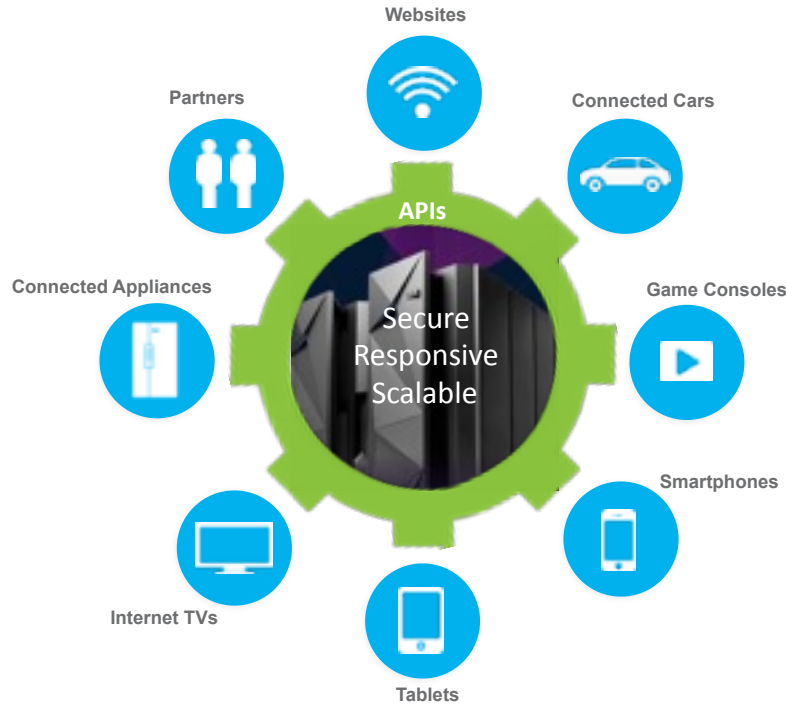 Websites
Partners
Connected Cars
APIs
Connected Appliances
Game Consoles
Secure
Responsive
Scalable
Smartphones
Internet TVs
Tablets